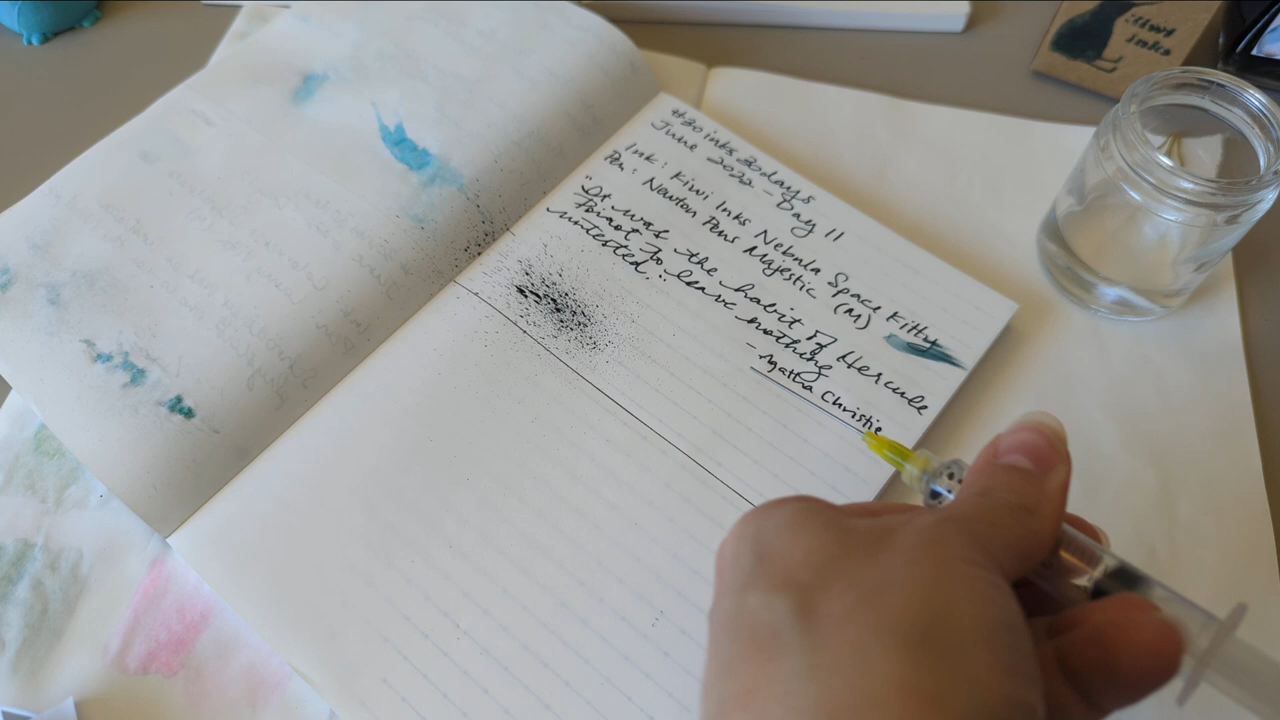 #30inks30days
June 2022 - Day 11
Ink: Kiwi Inks Nebula Space Kitty
Pen: Newton Pens Majestic (M)
"It was the habit of Hercule
Poirot to leave nothing
untested."
- Agatha Christie
kiwi
inks